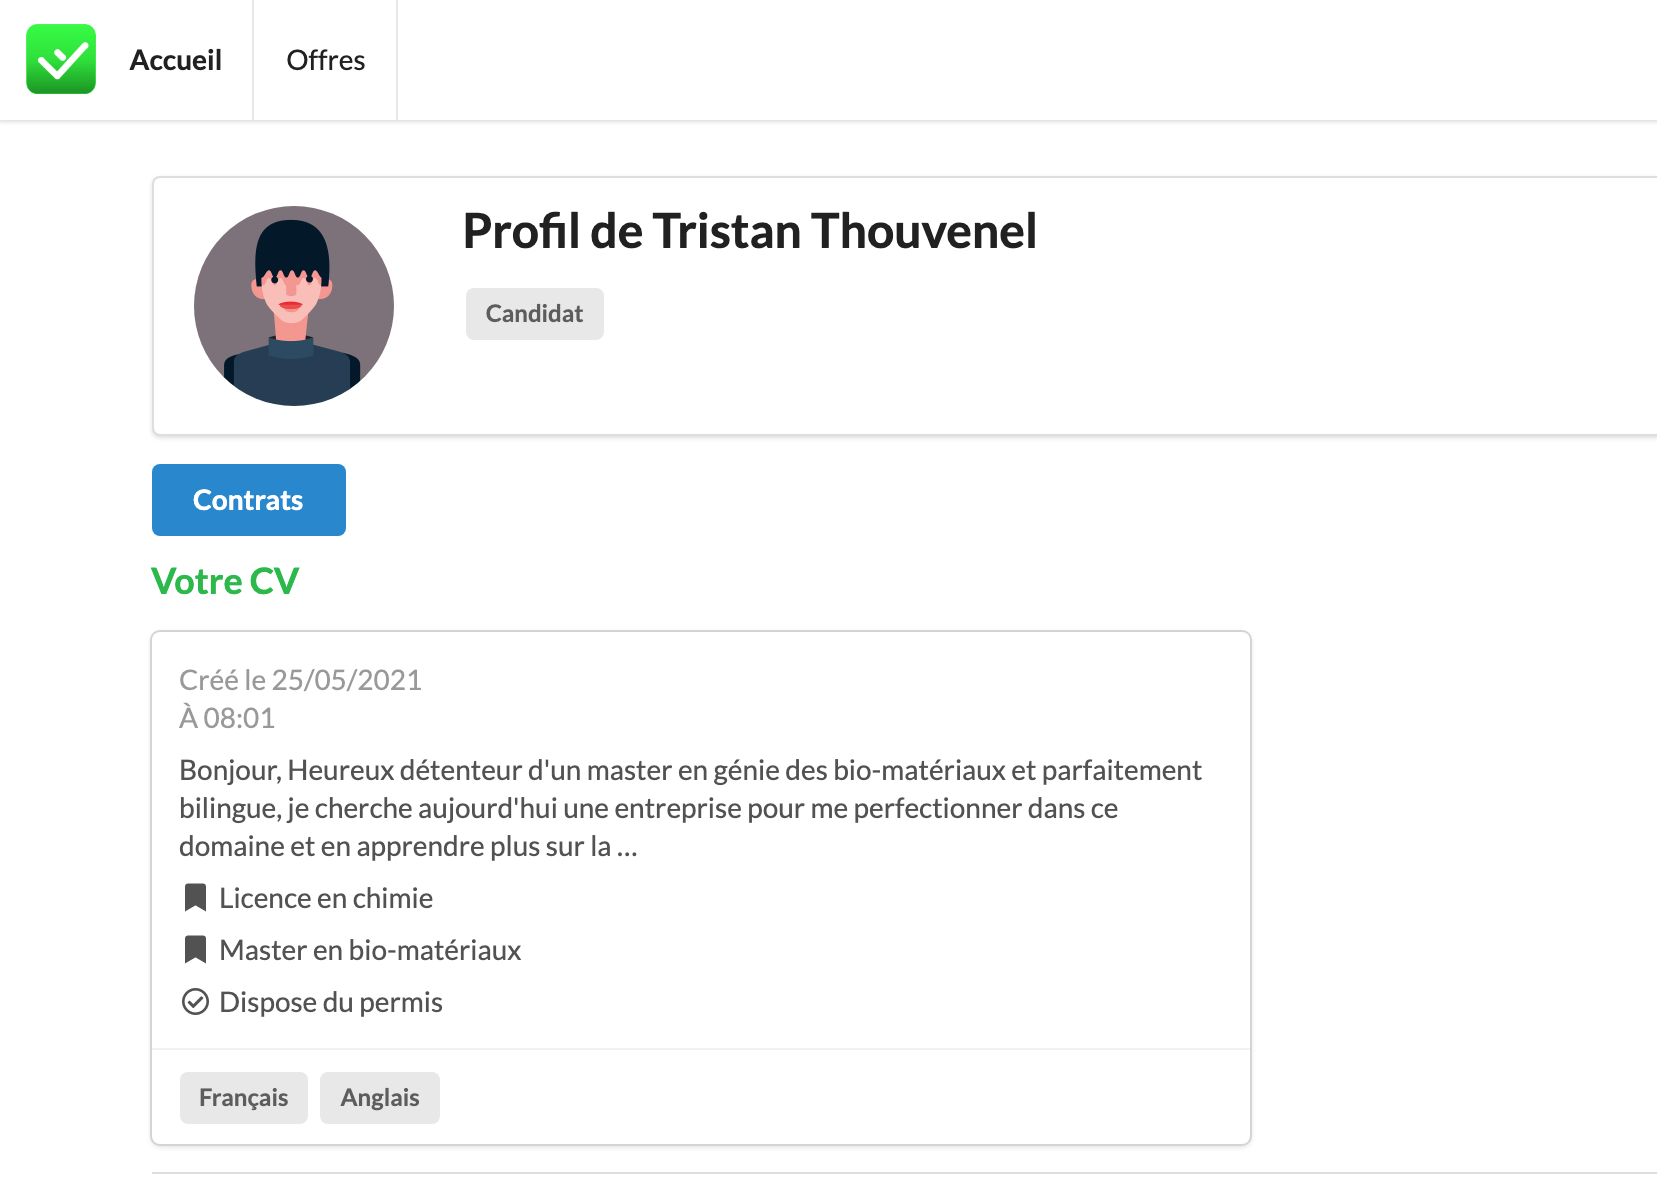 Accueil
Offres
Profil de Tristan Thouvenel
Candidat
Contrats
Votre CV
Créé le 25/05/2021
À 08:01
Bonjour, Heureux détenteur d'un master en génie des bio-matériaux et parfaitement
bilingue, je cherche aujourd'hui une entreprise pour me perfectionner dans ce
domaine et en apprendre plus sur la ...
Licence en chimie
Master en bio-matériaux
Dispose du permis
Français
Anglais